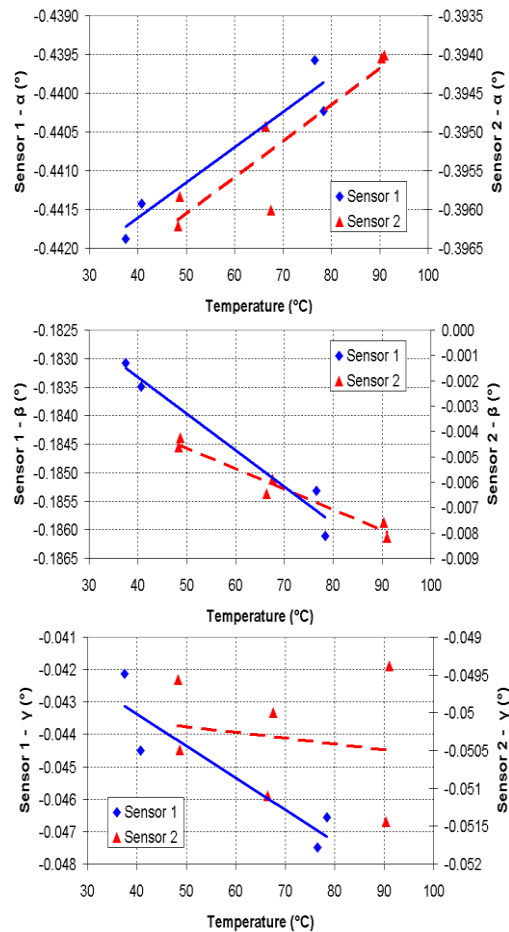 Sensor 1 - α (°)
-0.4390
-0.4395
-0.4400
-0.4405
-0.4410
-0.4415
-0.4420
Sensor 1
Sensor 2
-0.3935
-0.3940
-0.3945
-0.3950
-0.3955
-0.3960
-0.3965
Sensor 2 - α (°)
30 40 50 60 70 80 90 100
Temperature (°C)
Sensor 1 - β (°)
-0.1825
-0.1830
-0.1835
-0.1840
-0.1845
-0.1850
-0.1855
-0.1860
-0.1865
Sensor 1
Sensor 2
0.000
-0.001
-0.002
-0.003
-0.004
-0.005
-0.006
-0.007
-0.008
-0.009
Sensor 2 - β (°)
30 40 50 60 70 80 90 100
Temperature (°C)
Sensor 1 - γ (°)
-0.041
-0.042
-0.043
-0.044
-0.045
-0.046
-0.047
-0.048
Sensor 1
Sensor 2
-0.049
-0.0495
-0.05
-0.0505
-0.051
-0.0515
-0.052
Sensor 2 - γ (°)
30 40 50 60 70 80 90 100
Temperature (°C)